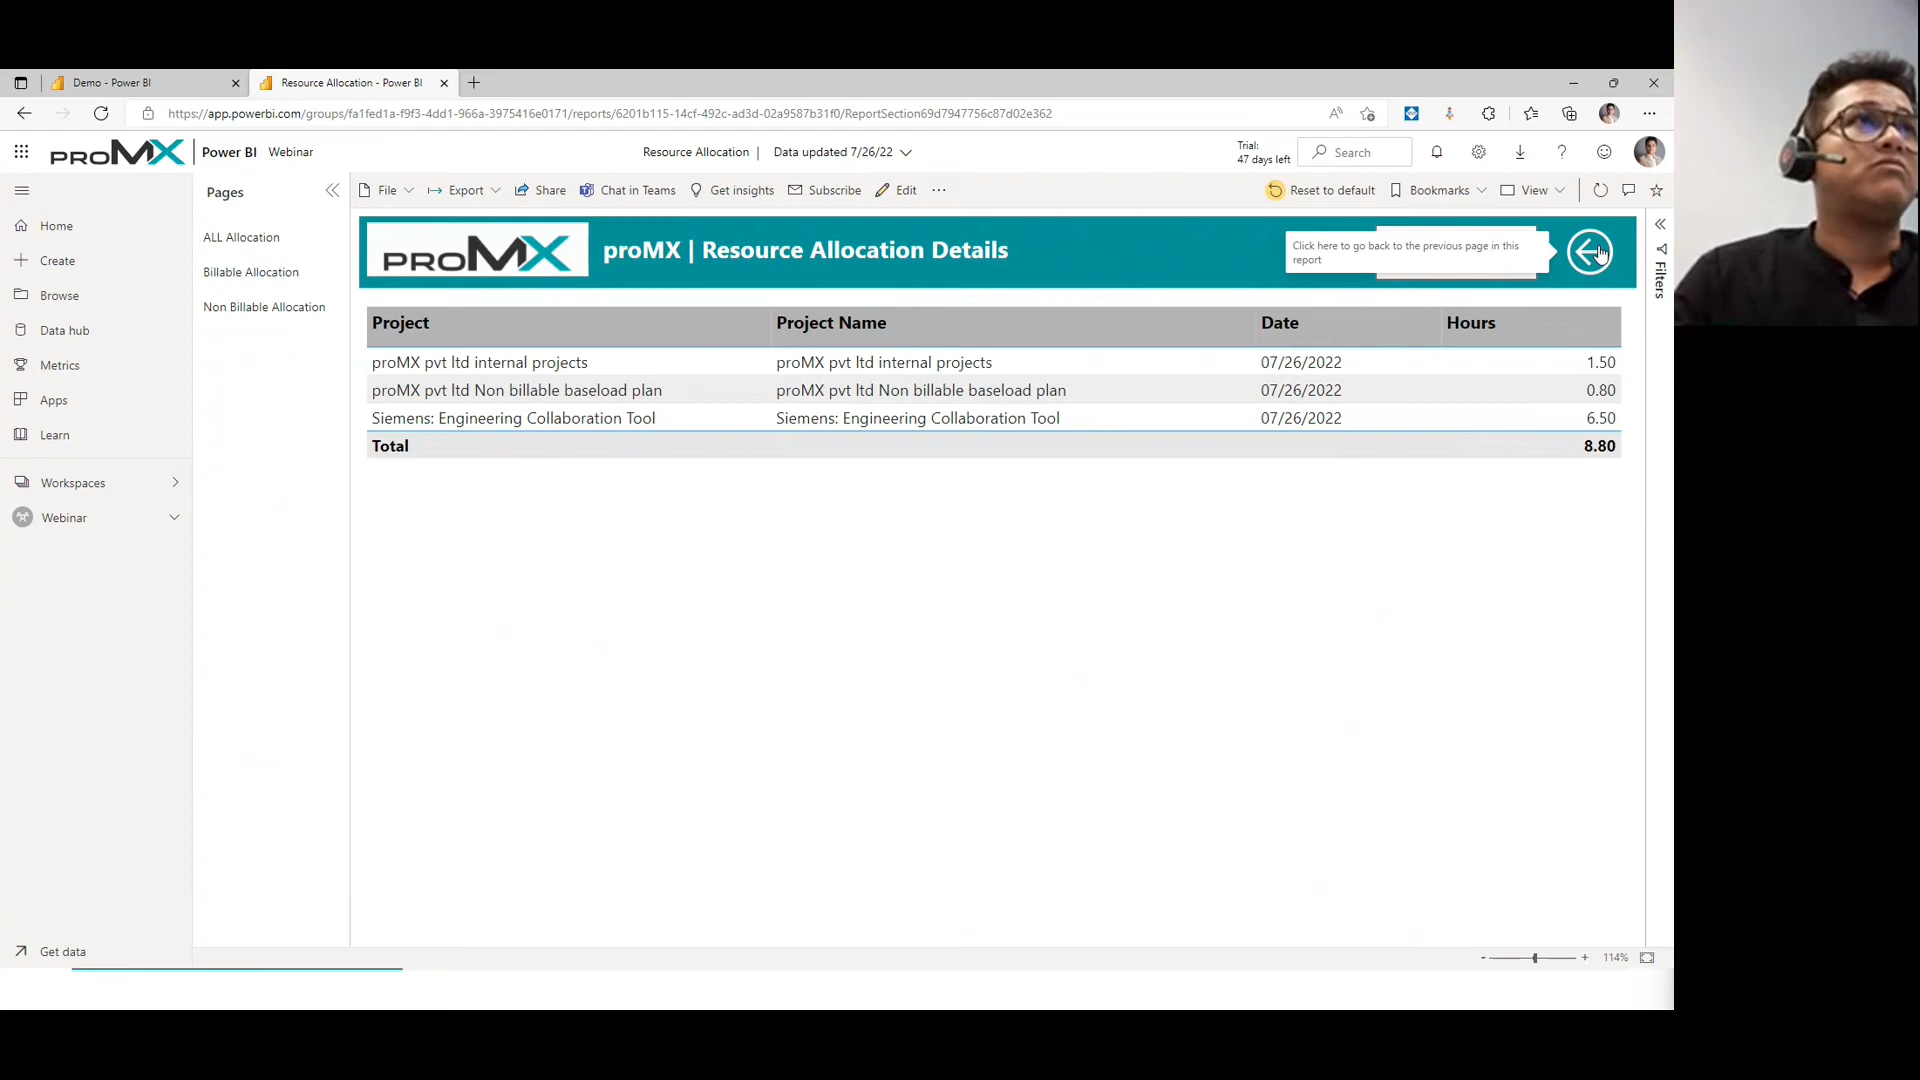 Demo - Power BI
Resource Allocation - Power BI
https://app.powerbi.com/groups/fa1fed1a-f9f3-4dd1-966a-3975416e0171/reports/6201b115-14cf-492c-ad3d-02a9587b31f0/ReportSection69d7947756c87d02e362
PROMX
Power BI Webinar
Resource Allocation | Data updated 7/26/22
Trial:
47 days left
Search
Pages
File Export Share Chat in Teams Get insights Subscribe Edit
Reset to default Bookmarks View
Home
Create
Browse
Data hub
Metrics
Apps
Learn
Workspaces
Webinar
Get data
ALL Allocation
Billable Allocation
Non Billable Allocation
PROMX
proMX | Resource Allocation Details
Click here to go back to the previous page in this
report
Filters
Project Project Name Date Hours
proMX pvt ltd internal projects proMX pvt ltd internal projects 07/26/2022 1.50
proMX pvt ltd Non billable baseload plan proMX pvt ltd Non billable baseload plan 07/26/2022 0.80
Siemens: Engineering Collaboration Tool Siemens: Engineering Collaboration Tool 07/26/2022 6.50
Total 8.80
- + 114%